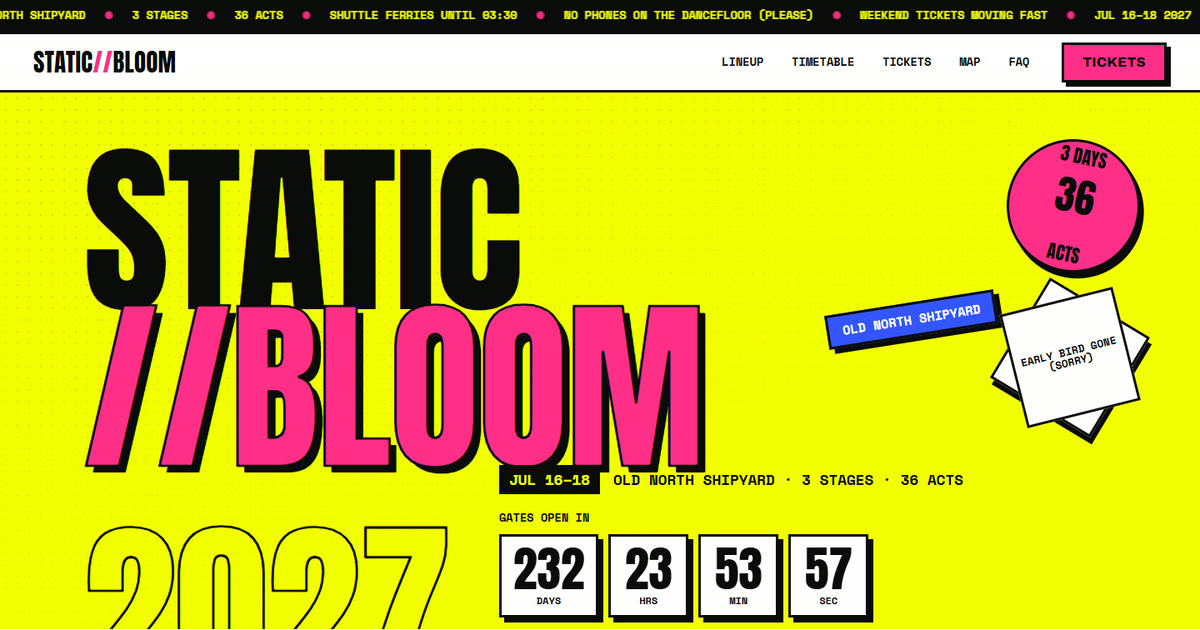 RTH SHIPYARD 3 STAGES 36 ACTS SHUTTLE FERRIES UNTIL 03:30 NO PHONES ON THE DANCEFLOOR (PLEASE) WEEKEND TICKETS MOVING FAST JUL 16–18 2027
STATIC//BLOOM
LINEUP TIMETABLE TICKETS MAP FAQ TICKETS
STATIC
//BLOOM
2027
3 DAYS
36
ACTS
OLD NORTH SHIPYARD
EARLY BIRD GONE
(SORRY)
JUL 16–18 OLD NORTH SHIPYARD · 3 STAGES · 36 ACTS
GATES OPEN IN
232 23 53 57
DAYS HRS MIN SEC